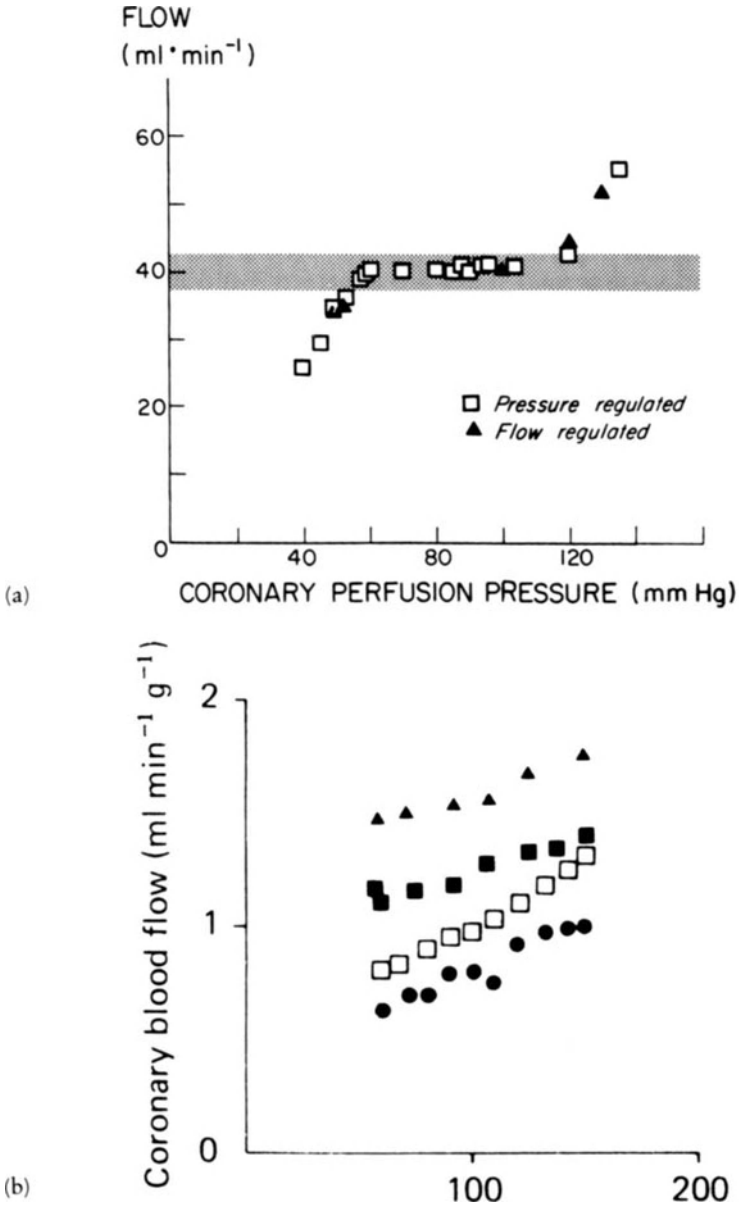 FLOW
(ml•min⁻¹)
60
40
20
0
□ Pressure regulated
▲ Flow regulated
40 80 120
(a) CORONARY PERFUSION PRESSURE (mm Hg)
Coronary blood flow (ml min⁻¹ g⁻¹)
2
1
0
(b) 100 200